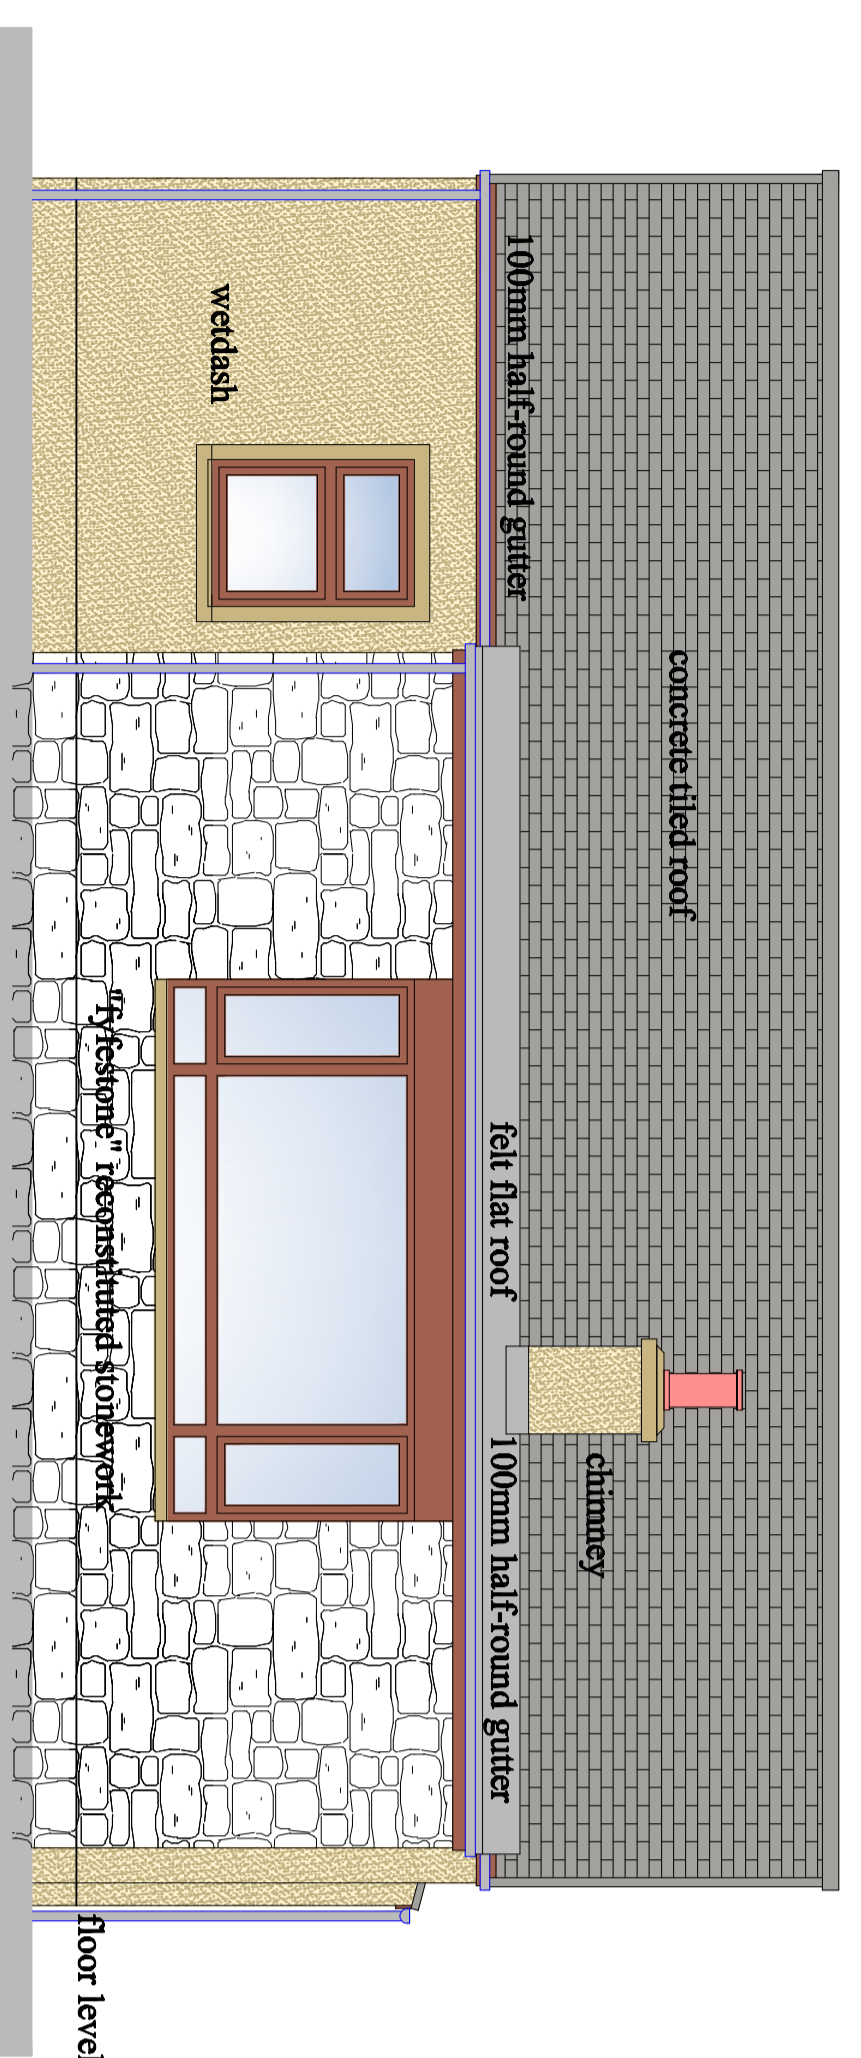 concrete tiled roof
chimney
100mm half-round gutter
felt flat roof
100mm half-round gutter
wetdash
"fyfestone" reconstituted stonework
floor level